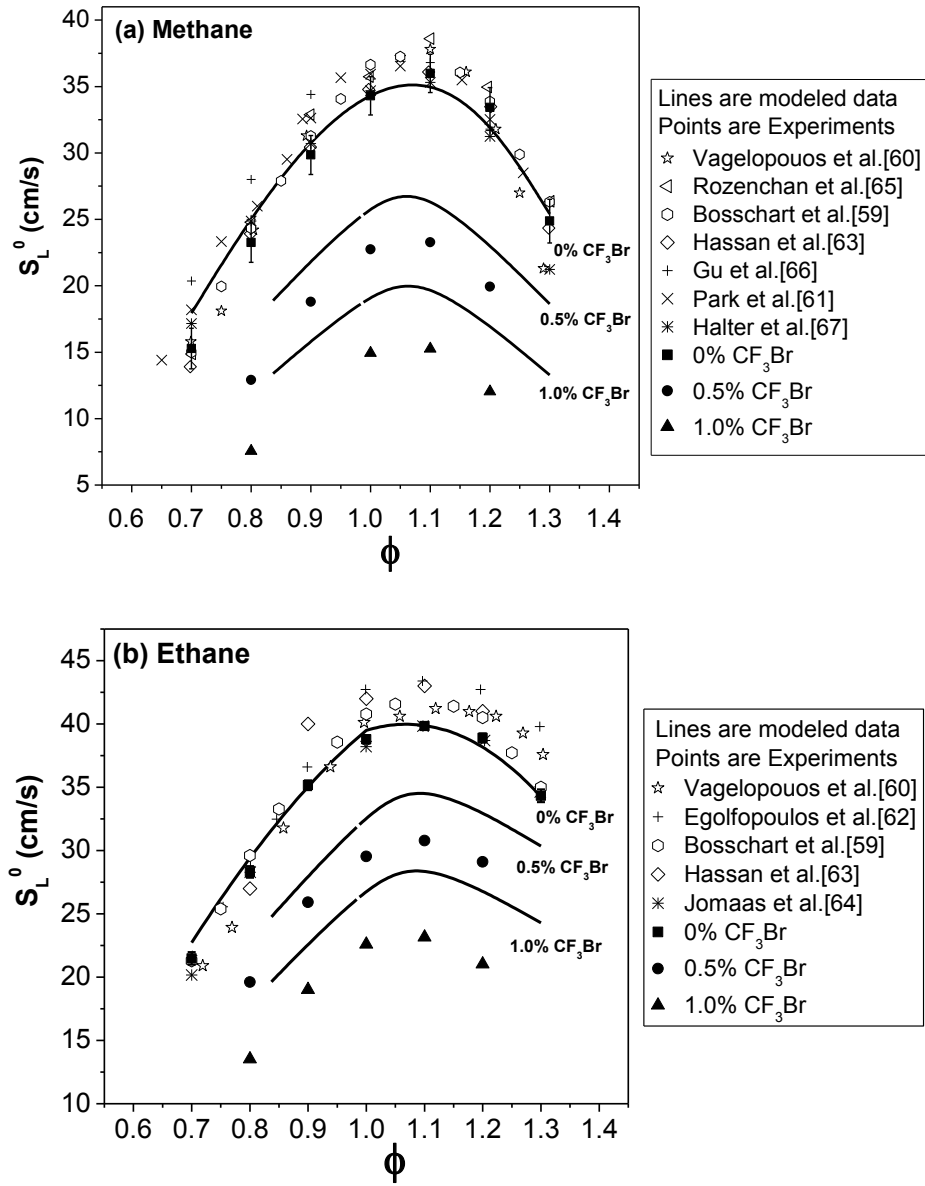 (a) Methane
40
35
30
25
20
15
10
5
S_L^0 (cm/s)
0% CF3Br
0.5% CF3Br
1.0% CF3Br
0.6 0.7 0.8 0.9 1.0 1.1 1.2 1.3 1.4
ϕ
Lines are modeled data
Points are Experiments
Vagelopouos et al.[60]
Rozenchan et al.[65]
Bosschart et al.[59]
Hassan et al.[63]
Gu et al.[66]
Park et al.[61]
Halter et al.[67]
0% CF3Br
0.5% CF3Br
1.0% CF3Br
(b) Ethane
45
40
35
30
25
20
15
10
S_L^0 (cm/s)
0% CF3Br
0.5% CF3Br
1.0% CF3Br
0.6 0.7 0.8 0.9 1.0 1.1 1.2 1.3 1.4
ϕ
Lines are modeled data
Points are Experiments
Vagelopouos et al.[60]
Egolfopoulos et al.[62]
Bosschart et al.[59]
Hassan et al.[63]
Jomaas et al.[64]
0% CF3Br
0.5% CF3Br
1.0% CF3Br